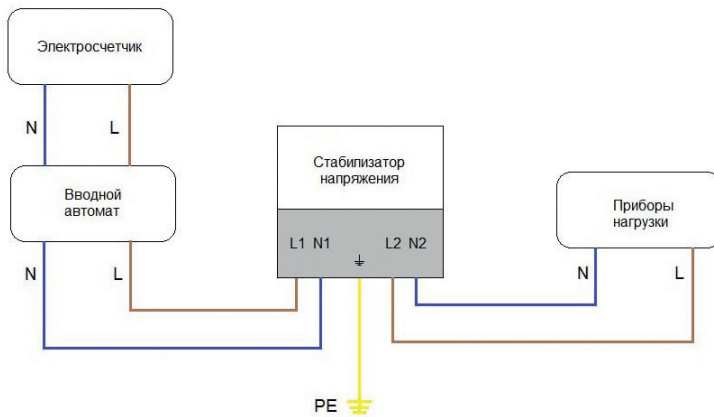 Электросчетчик
N L
Вводной
автомат
N L
Стабилизатор
напряжения
L1 N1 L2 N2
Приборы
нагрузки
N L
PE